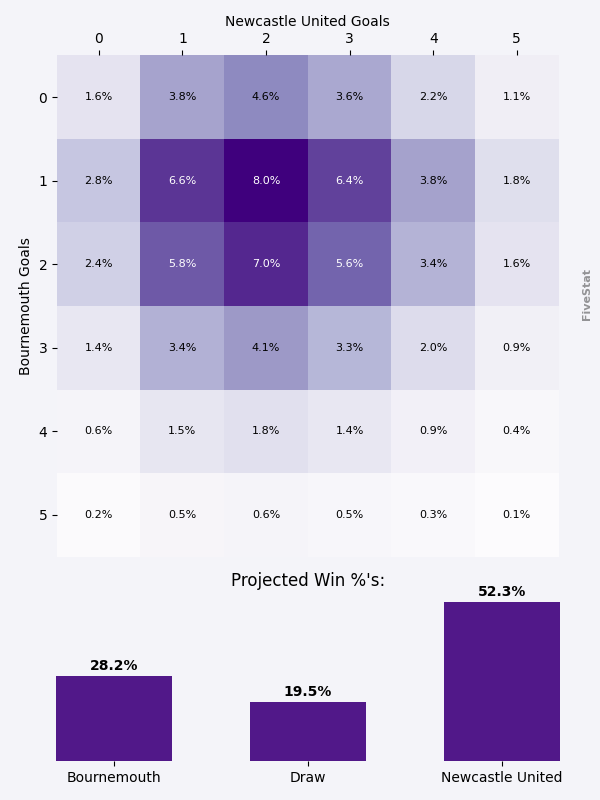 Newcastle United Goals
0 1 2 3 4 5
0 1.6% 3.8% 4.6% 3.6% 2.2% 1.1%
1 2.8% 6.6% 8.0% 6.4% 3.8% 1.8%
2 2.4% 5.8% 7.0% 5.6% 3.4% 1.6%
3 1.4% 3.4% 4.1% 3.3% 2.0% 0.9%
4 0.6% 1.5% 1.8% 1.4% 0.9% 0.4%
5 0.2% 0.5% 0.6% 0.5% 0.3% 0.1%
Bournemouth Goals
FiveStat
Projected Win %'s:
28.2% 19.5% 52.3%
Bournemouth Draw Newcastle United